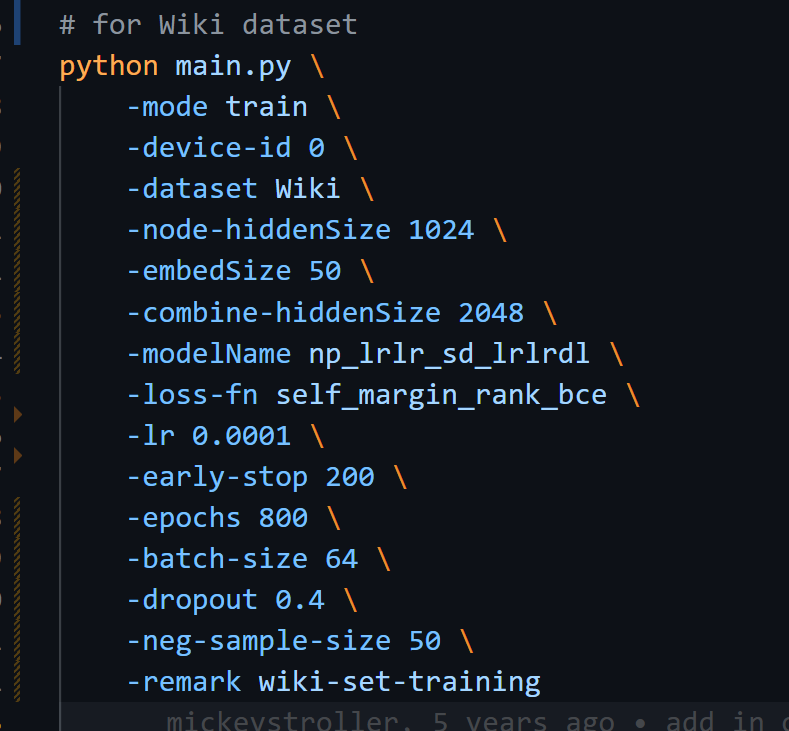 # for Wiki dataset
python main.py \
-mode train \
-device-id 0 \
-dataset Wiki \
-node-hiddenSize 1024 \
-embedSize 50 \
-combine-hiddenSize 2048 \
-modelName np_lrlr_sd_lrlrdl \
-loss-fn self_margin_rank_bce \
-lr 0.0001 \
-early-stop 200 \
-epochs 800 \
-batch-size 64 \
-dropout 0.4 \
-neg-sample-size 50 \
-remark wiki-set-training
mickeystroller, 5 years ago • add in